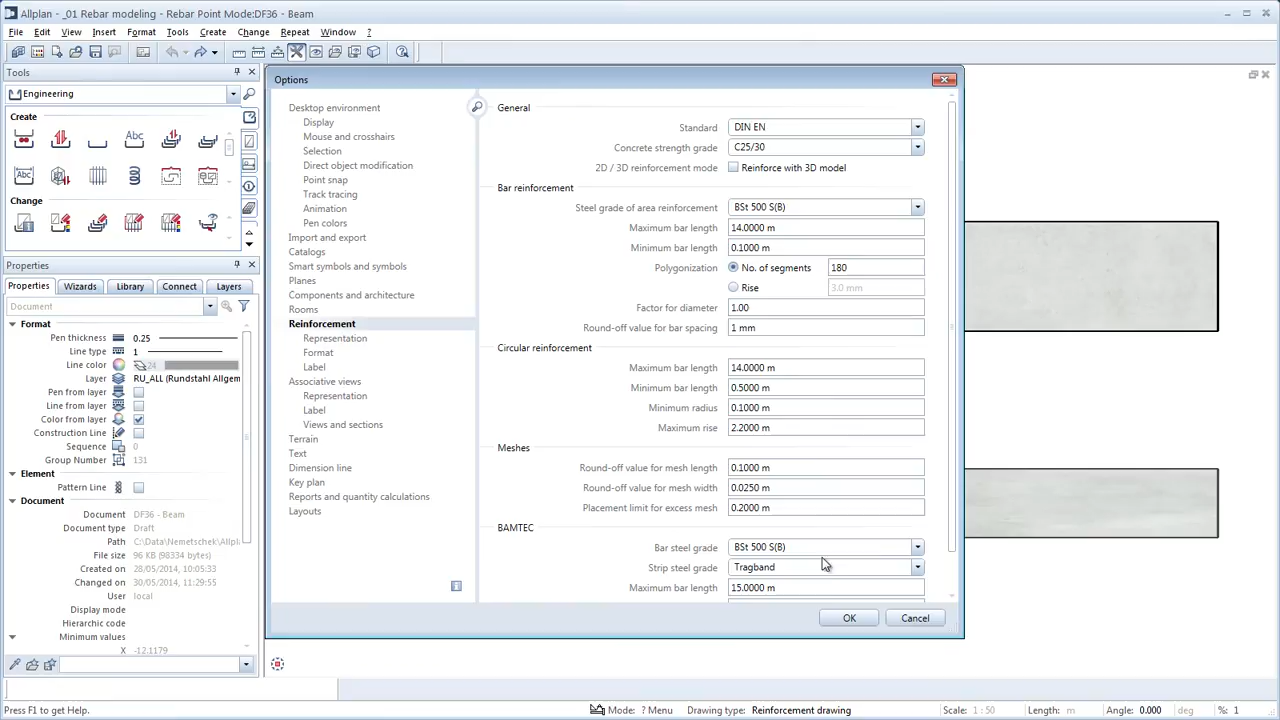 Allplan - _01 Rebar modeling - Rebar Point Mode:DF36 - Beam
File Edit View Insert Format Tools Create Change Repeat Window ?
Tools
Engineering
Create
Abc
Abc
Change
Properties
Properties Wizards Library Connect Layers
Document
Format
Pen thickness 0.25
Line type 1
Line color 24
Layer RU_ALL (Rundstahl Allgem
Pen from layer
Line from layer
Color from layer
Construction Line
Sequence 0
Group Number 131
Element
Pattern Line
Document
Document DF36 - Beam
Document type Draft
Path C:\Data\Nemetschek\Allpl
File size 96 KB (98334 bytes)
Created on 28/05/2014, 10:05:33
Changed on 30/05/2014, 11:29:55
User local
Display mode
Hierarchic code
Minimum values
X -12.1179
Options
Desktop environment
Display
Mouse and crosshairs
Selection
Direct object modification
Point snap
Track tracing
Animation
Pen colors
Import and export
Catalogs
Smart symbols and symbols
Planes
Components and architecture
Rooms
Reinforcement
Representation
Format
Label
Associative views
Representation
Label
Views and sections
Terrain
Text
Dimension line
Key plan
Reports and quantity calculations
Layouts
General
Standard DIN EN
Concrete strength grade C25/30
2D / 3D reinforcement mode Reinforce with 3D model
Bar reinforcement
Steel grade of area reinforcement BSt 500 S(B)
Maximum bar length 14.0000 m
Minimum bar length 0.1000 m
Polygonization No. of segments 180
Rise 3.0 mm
Factor for diameter 1.00
Round-off value for bar spacing 1 mm
Circular reinforcement
Maximum bar length 14.0000 m
Minimum bar length 0.5000 m
Minimum radius 0.1000 m
Maximum rise 2.2000 m
Meshes
Round-off value for mesh length 0.1000 m
Round-off value for mesh width 0.0250 m
Placement limit for excess mesh 0.2000 m
BAMTEC
Bar steel grade BSt 500 S(B)
Strip steel grade Tragband
Maximum bar length 15.0000 m
OK Cancel
Press F1 to get Help.
Mode: ? Menu Drawing type: Reinforcement drawing Scale: 1 : 50 Length: m Angle: 0.000 deg %: 1